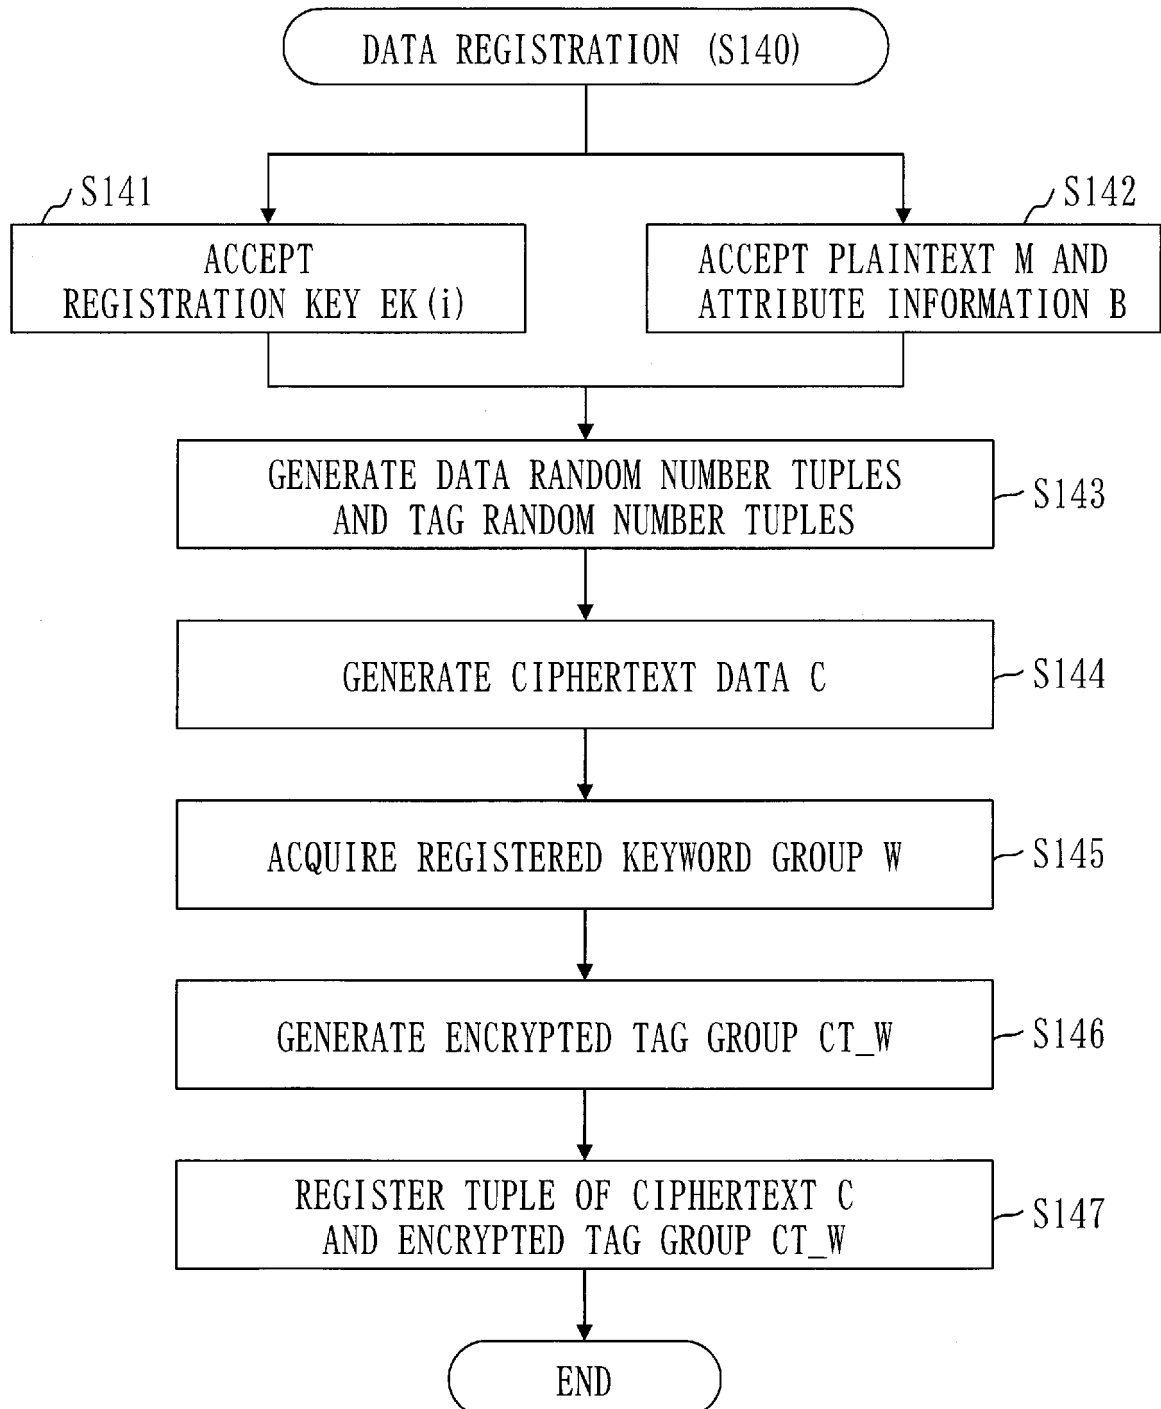 DATA REGISTRATION (S140)
S141
S142
ACCEPT
REGISTRATION KEY EK(i)
ACCEPT PLAINTEXT M AND
ATTRIBUTE INFORMATION B
GENERATE DATA RANDOM NUMBER TUPLES
AND TAG RANDOM NUMBER TUPLES
S143
GENERATE CIPHERTEXT DATA C
S144
ACQUIRE REGISTERED KEYWORD GROUP W
S145
GENERATE ENCRYPTED TAG GROUP CT_W
S146
REGISTER TUPLE OF CIPHERTEXT C
AND ENCRYPTED TAG GROUP CT_W
S147
END